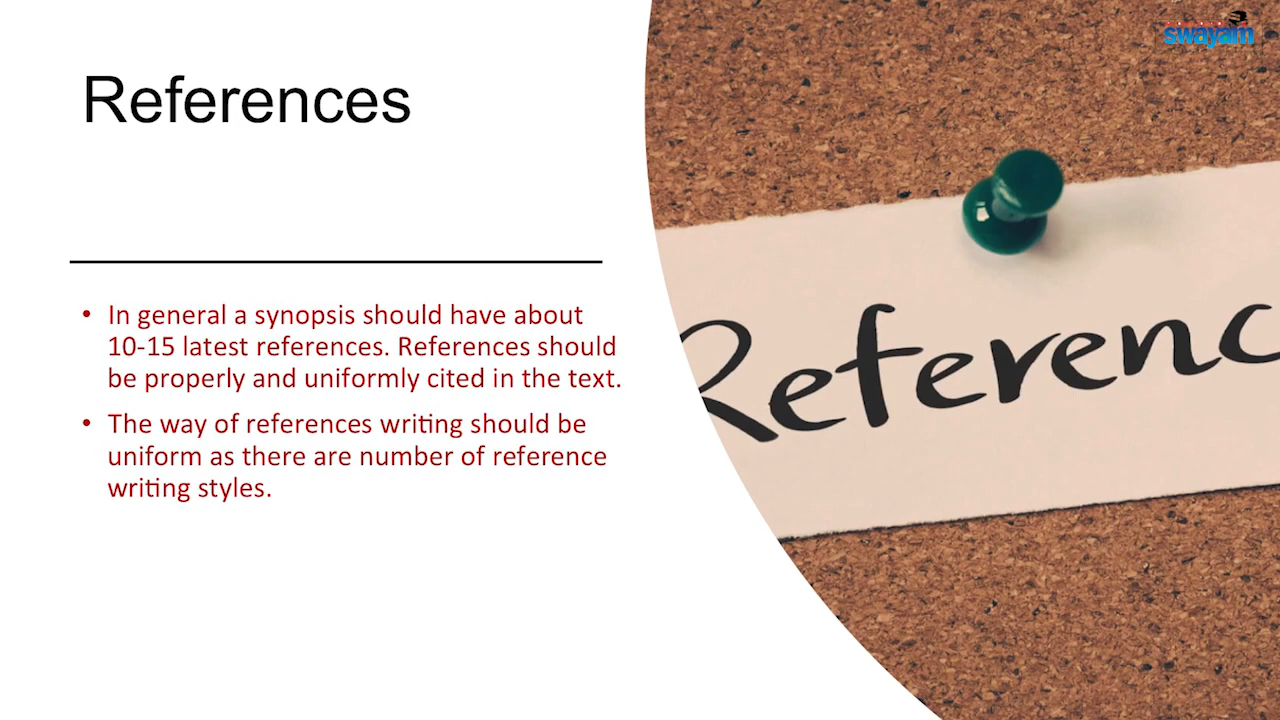 swayam
References
• In general a synopsis should have about
10-15 latest references. References should
be properly and uniformly cited in the text.
• The way of references writing should be
uniform as there are number of reference
writing styles.
Referenc